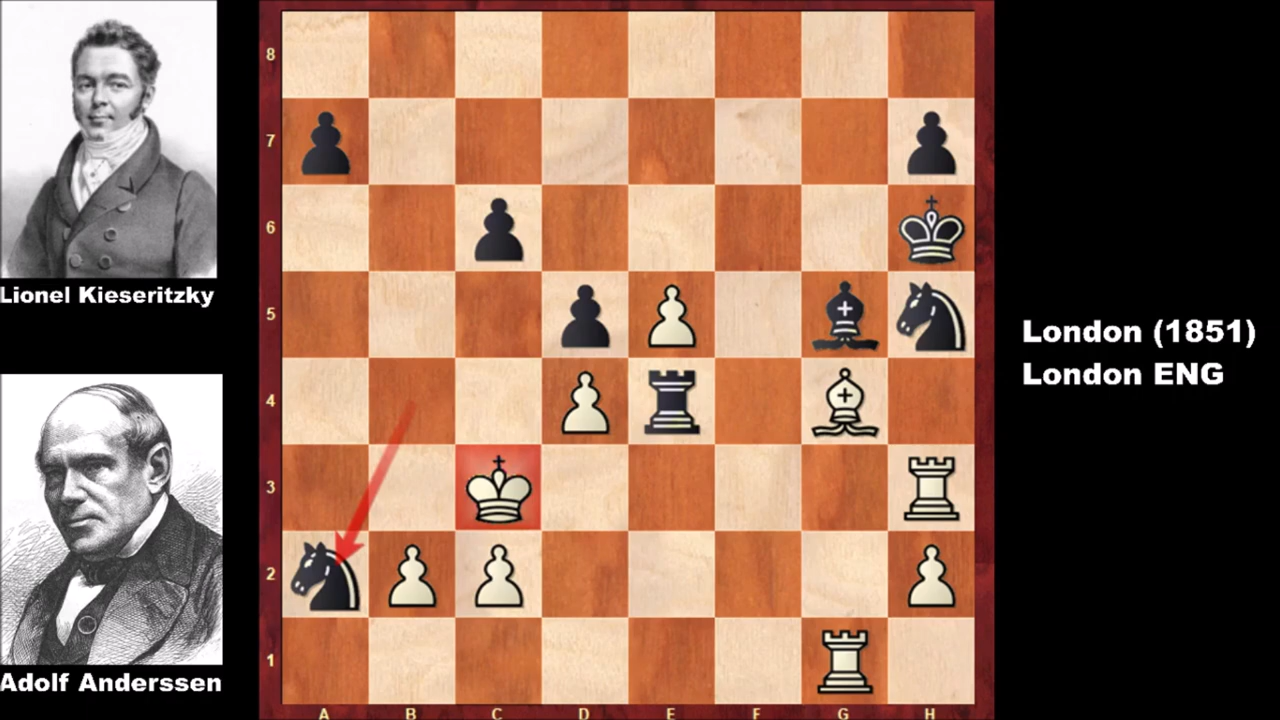 Lionel Kieseritzky
Adolf Anderssen
8
7
6
5
4
3
2
1
A B C D E F G H
London (1851)
London ENG